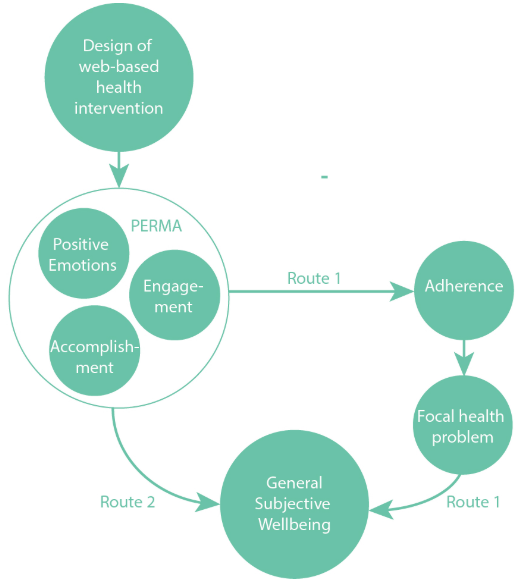 Design of
web-based
health
intervention
PERMA
Positive
Emotions
Engage-
ment
Accomplish-
ment
Route 1
Adherence
Focal health
problem
General
Subjective
Wellbeing
Route 2
Route 1